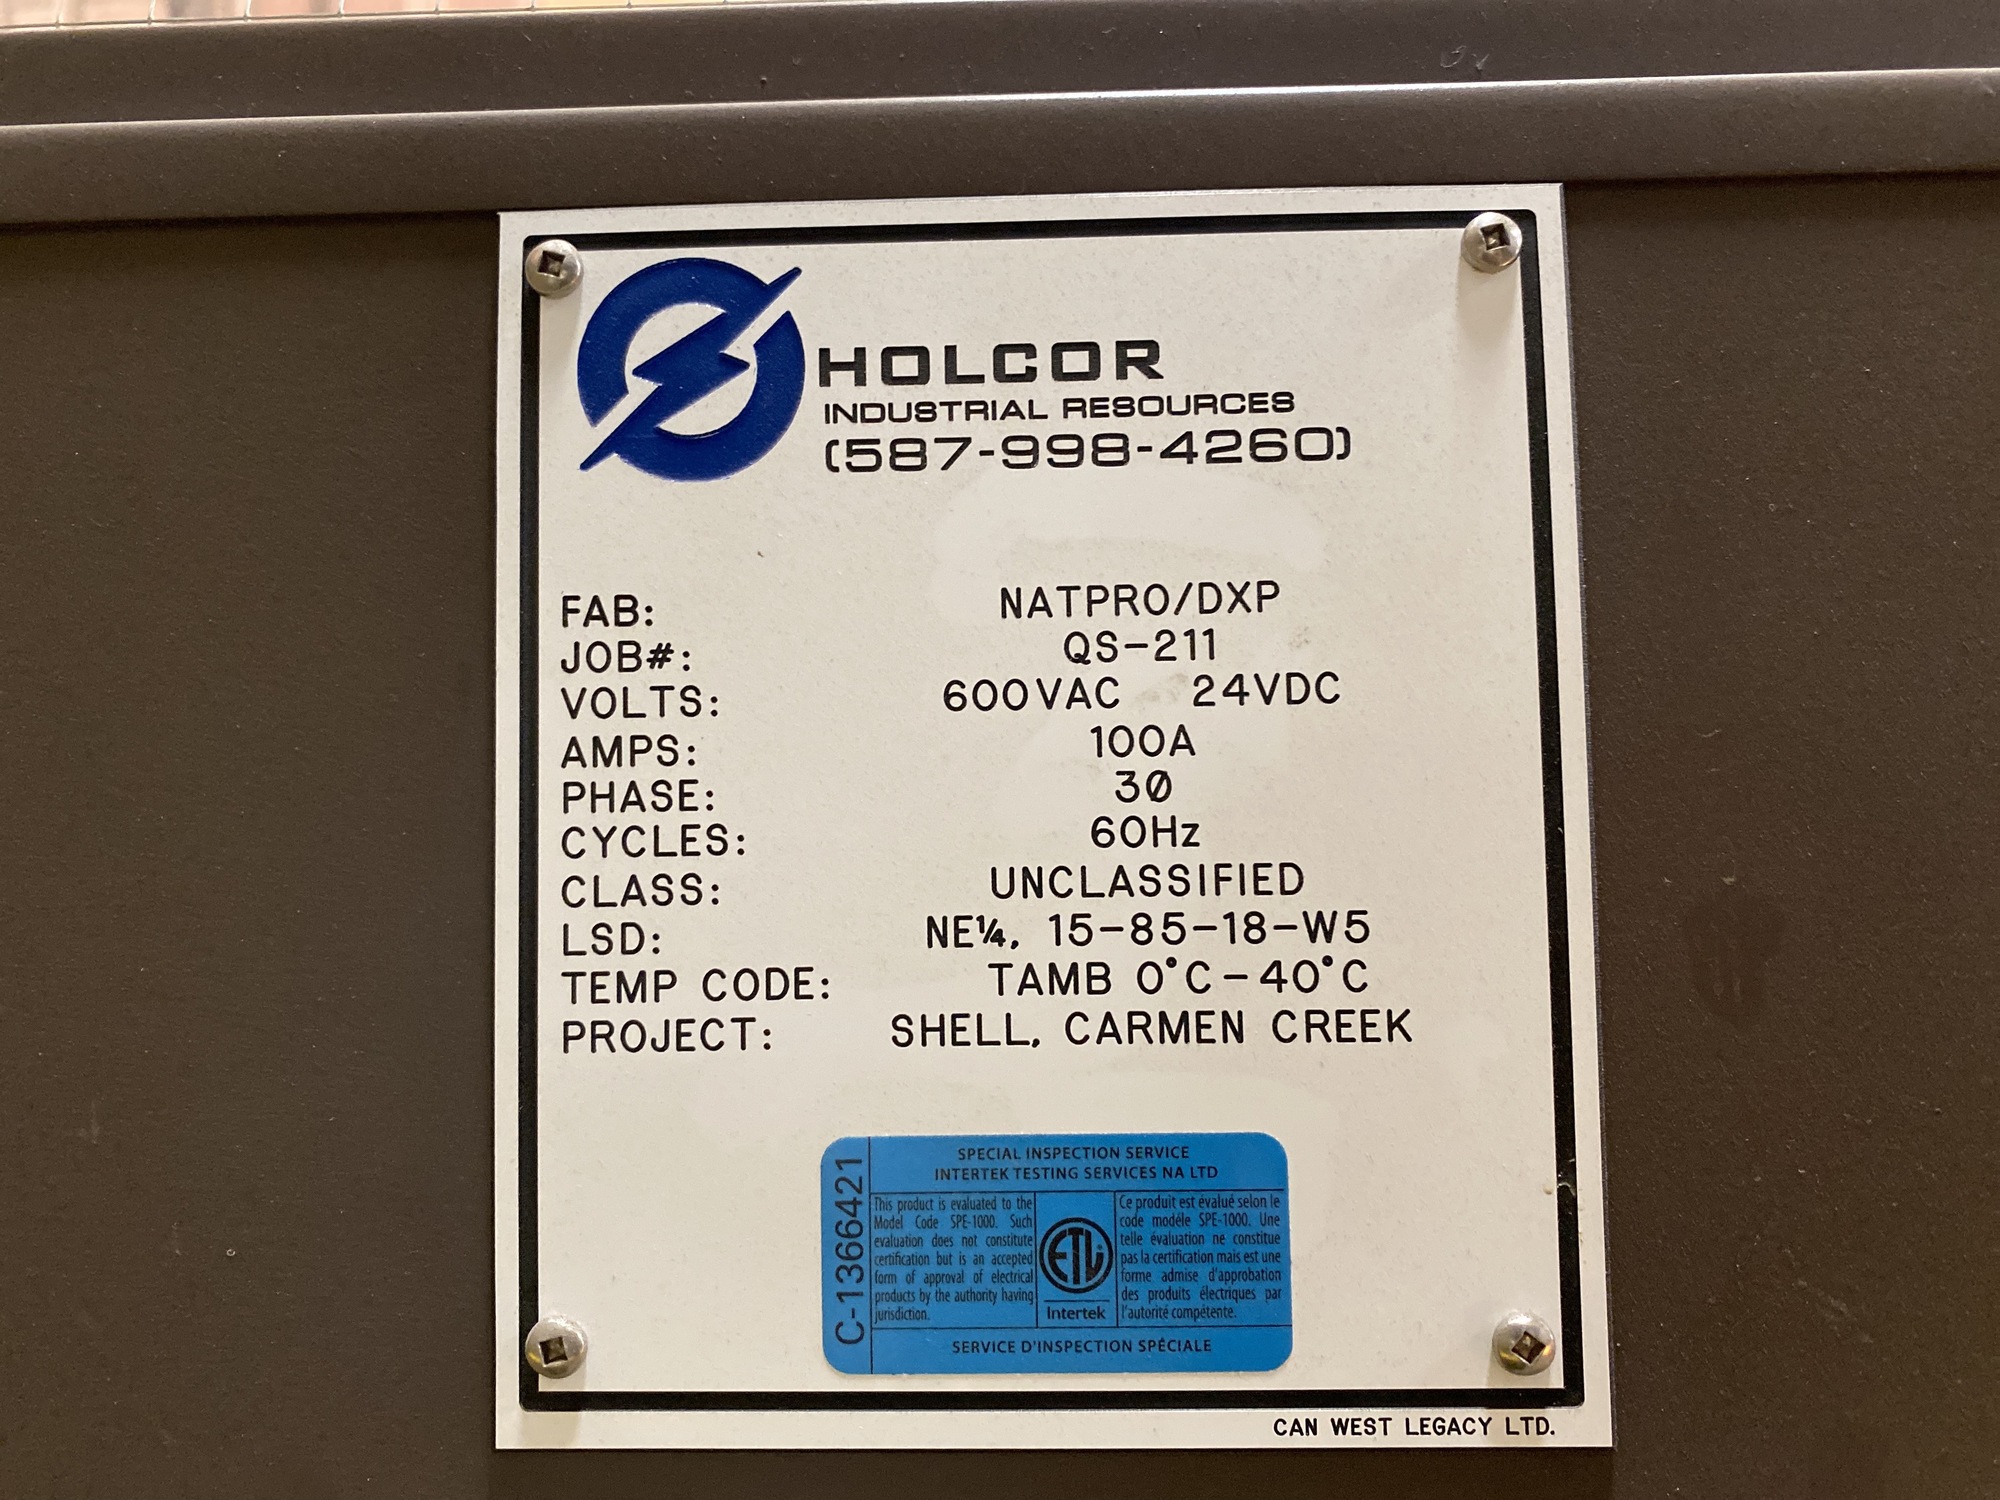 HOLCOR
INDUSTRIAL RESOURCES
(587-998-4260)
FAB: NATPRO/DXP
JOB#: QS-211
VOLTS: 600VAC 24VDC
AMPS: 100A
PHASE: 3Ø
CYCLES: 60Hz
CLASS: UNCLASSIFIED
LSD: NE¼, 15-85-18-W5
TEMP CODE: TAMB 0°C-40°C
PROJECT: SHELL, CARMEN CREEK
C-1366421
SPECIAL INSPECTION SERVICE
INTERTEK TESTING SERVICES NA LTD
This product is evaluated to the
Model Code SPE-1000. Such
evaluation does not constitute
certification but is an accepted
form of approval of electrical
products by the authority having
jurisdiction.
ETL
Intertek
Ce produit est évalué selon le
code modéle SPE-1000. Une
telle évaluation ne constitue
pas la certification mais est une
forme admise d'approbation
des produits électriques par
l'autorité compétente.
SERVICE D'INSPECTION SPÉCIALE
CAN WEST LEGACY LTD.